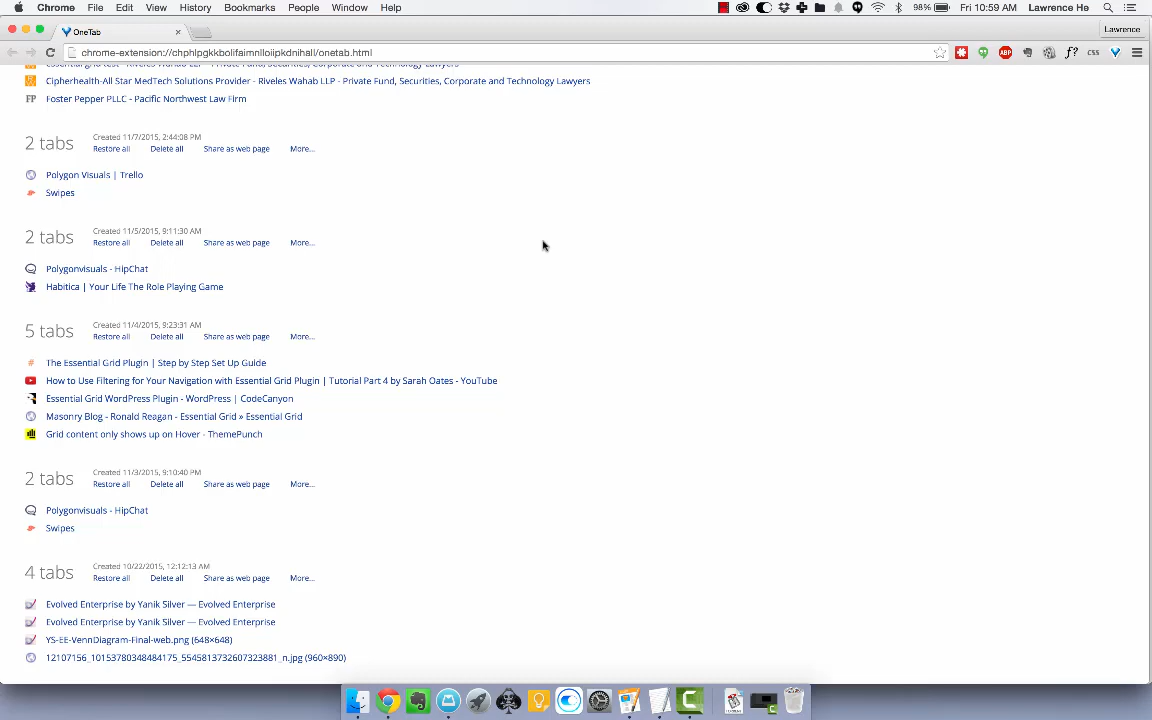 Chrome File Edit View History Bookmarks People Window Help 98% Fri 10:59 AM Lawrence He
OneTab Lawrence
chrome-extension://chphlpgkkbolifaimnlloiipkdnihall/onetab.html ABP f? CSS
Cipherhealth-All Star MedTech Solutions Provider - Riveles Wahab LLP - Private Fund, Securities, Corporate and Technology Lawyers
FP Foster Pepper PLLC - Pacific Northwest Law Firm
2 tabs
Created 11/7/2015, 2:44:08 PM
Restore all Delete all Share as web page More...
Polygon Visuals | Trello
Swipes
2 tabs
Created 11/5/2015, 9:11:30 AM
Restore all Delete all Share as web page More...
Polygonvisuals - HipChat
Habitica | Your Life The Role Playing Game
5 tabs
Created 11/4/2015, 9:23:31 AM
Restore all Delete all Share as web page More...
# The Essential Grid Plugin | Step by Step Set Up Guide
How to Use Filtering for Your Navigation with Essential Grid Plugin | Tutorial Part 4 by Sarah Oates - YouTube
Essential Grid WordPress Plugin - WordPress | CodeCanyon
Masonry Blog - Ronald Reagan - Essential Grid » Essential Grid
Grid content only shows up on Hover - ThemePunch
2 tabs
Created 11/3/2015, 9:10:40 PM
Restore all Delete all Share as web page More...
Polygonvisuals - HipChat
Swipes
4 tabs
Created 10/22/2015, 12:12:13 AM
Restore all Delete all Share as web page More...
Evolved Enterprise by Yanik Silver — Evolved Enterprise
Evolved Enterprise by Yanik Silver — Evolved Enterprise
YS-EE-VennDiagram-Final-web.png (648×648)
12107156_10153780348484175_5545813732607323881_n.jpg (960×890)